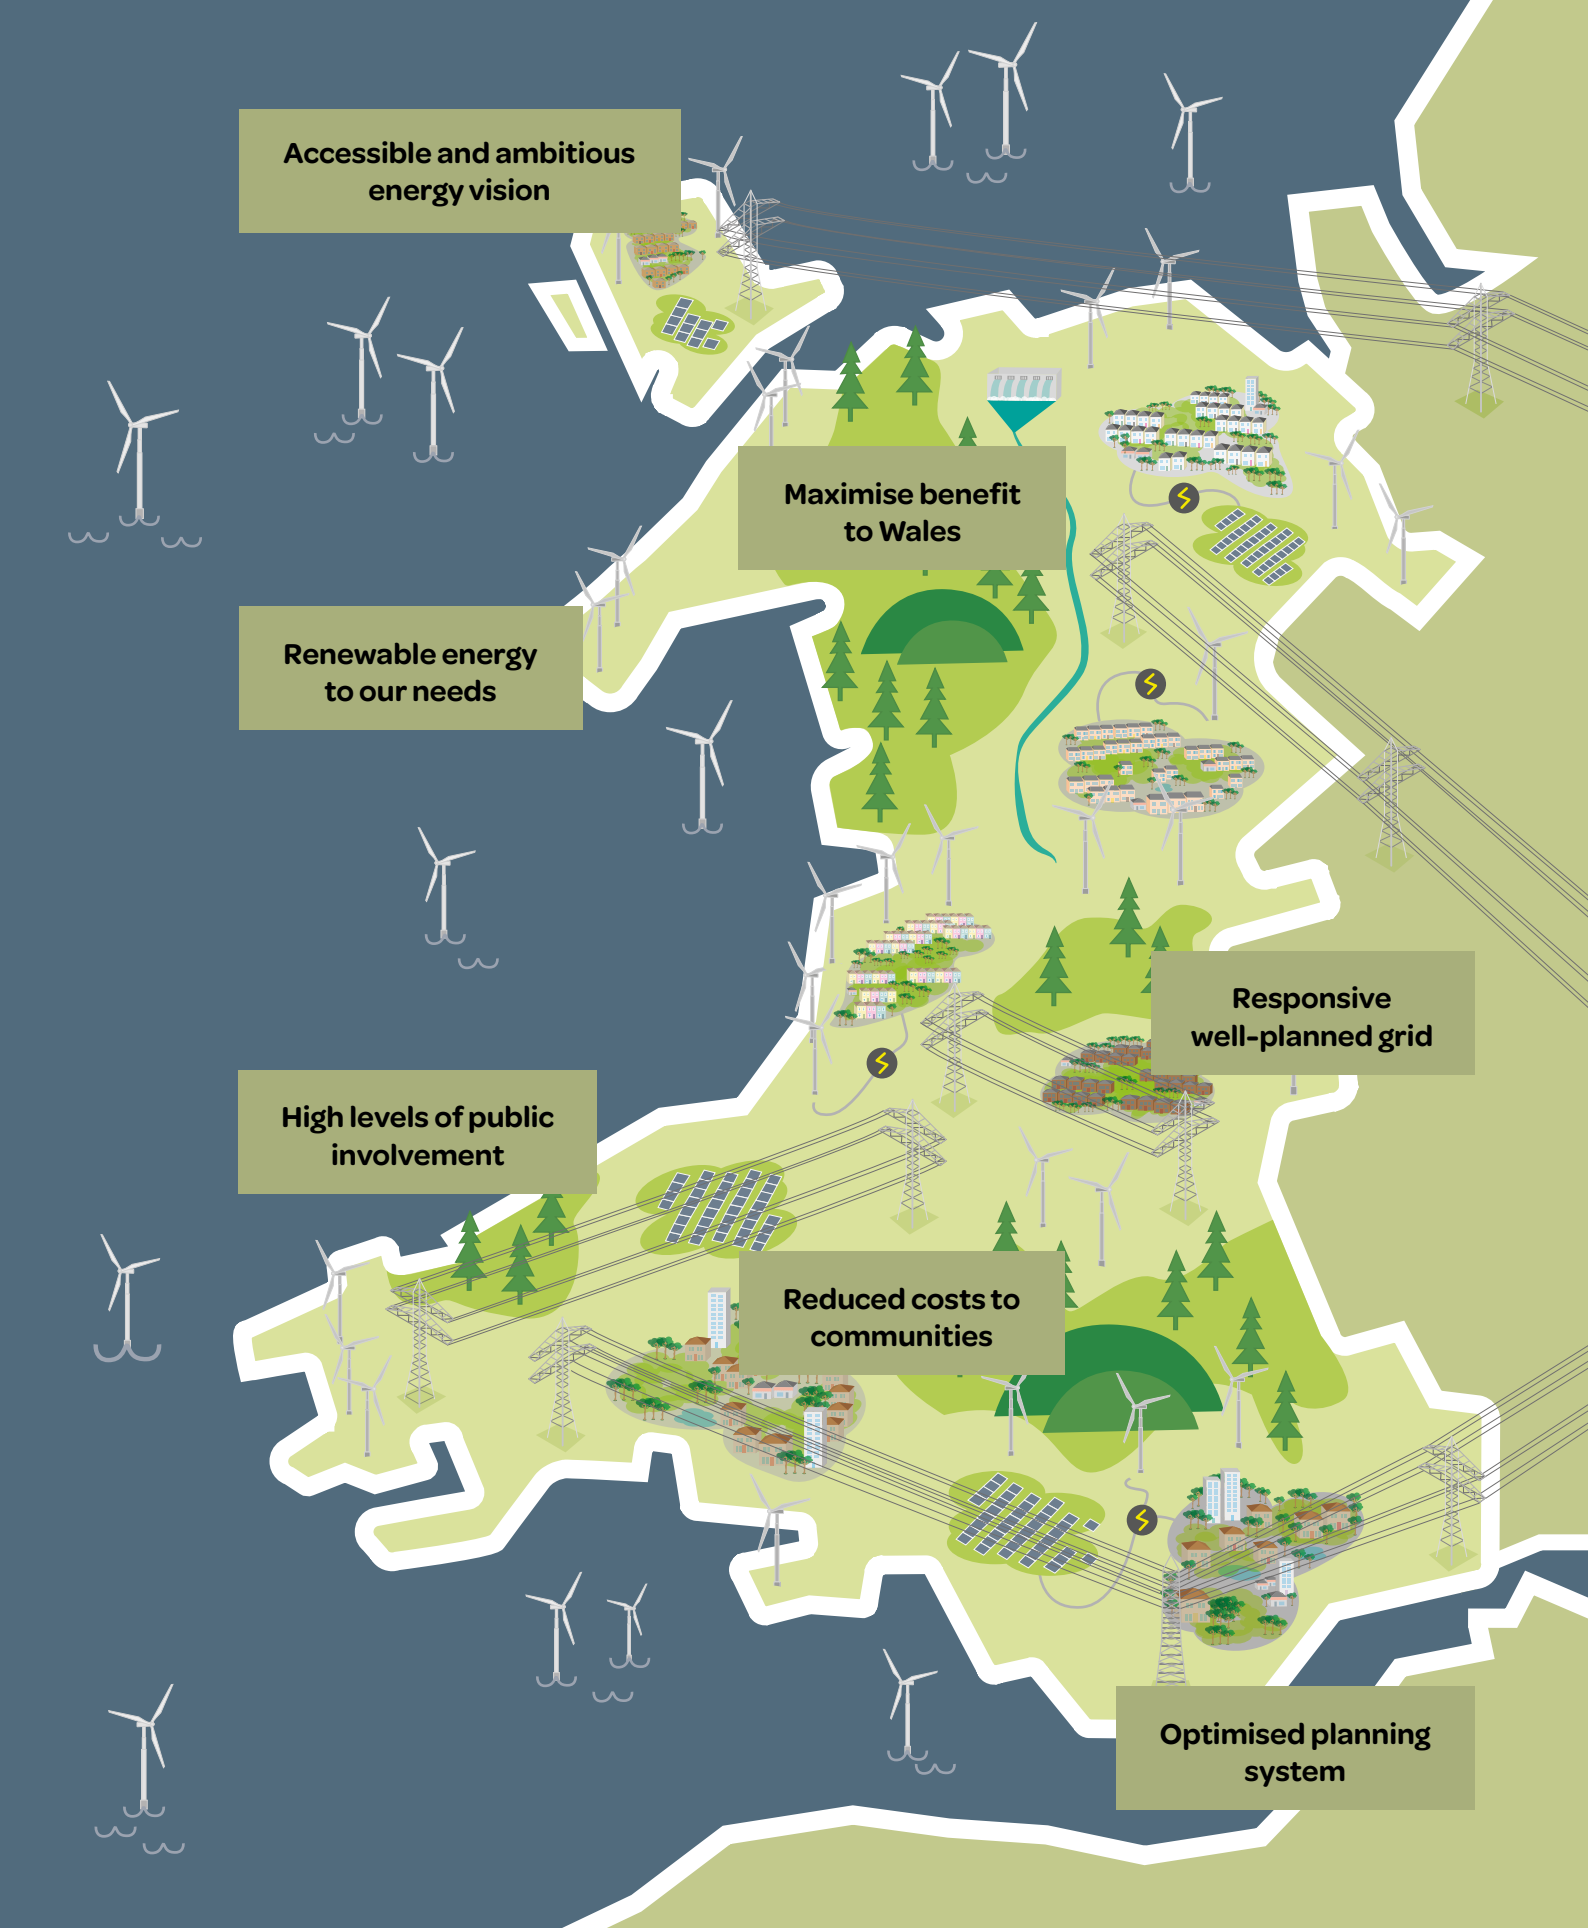 Accessible and ambitious
energy vision
Maximise benefit
to Wales
Renewable energy
to our needs
Responsive
well-planned grid
High levels of public
involvement
Reduced costs to
communities
Optimised planning
system